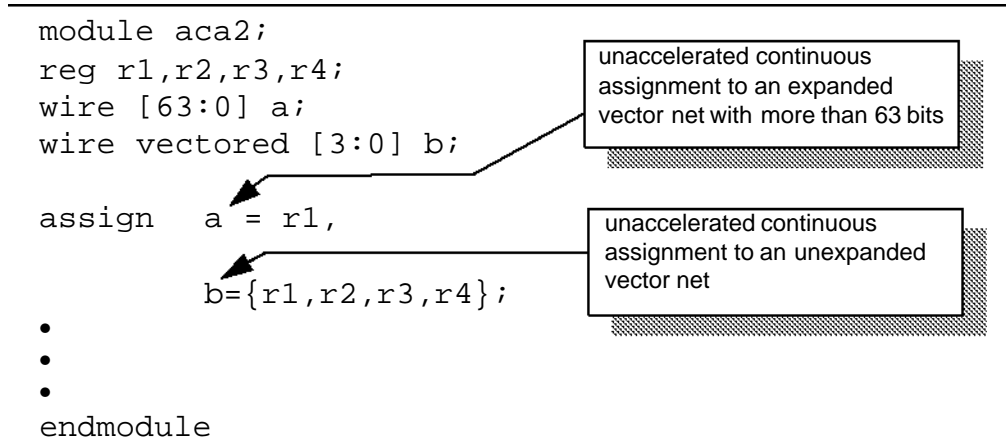 module aca2;
reg r1,r2,r3,r4;
wire [63:0] a;
wire vectored [3:0] b;
unaccelerated continuous
assignment to an expanded
vector net with more than 63 bits
assign a = r1,
b={r1,r2,r3,r4};
unaccelerated continuous
assignment to an unexpanded
vector net
•
•
•
endmodule